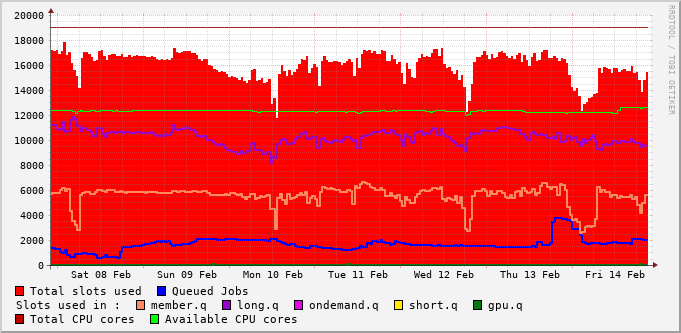 RRDTOOL / TOBI OETIKER
20000
18000
16000
14000
12000
10000
8000
6000
4000
2000
0
Sat 08 Feb Sun 09 Feb Mon 10 Feb Tue 11 Feb Wed 12 Feb Thu 13 Feb Fri 14 Feb
Total slots used Queued Jobs
Slots used in : member.q long.q ondemand.q short.q gpu.q
Total CPU cores Available CPU cores